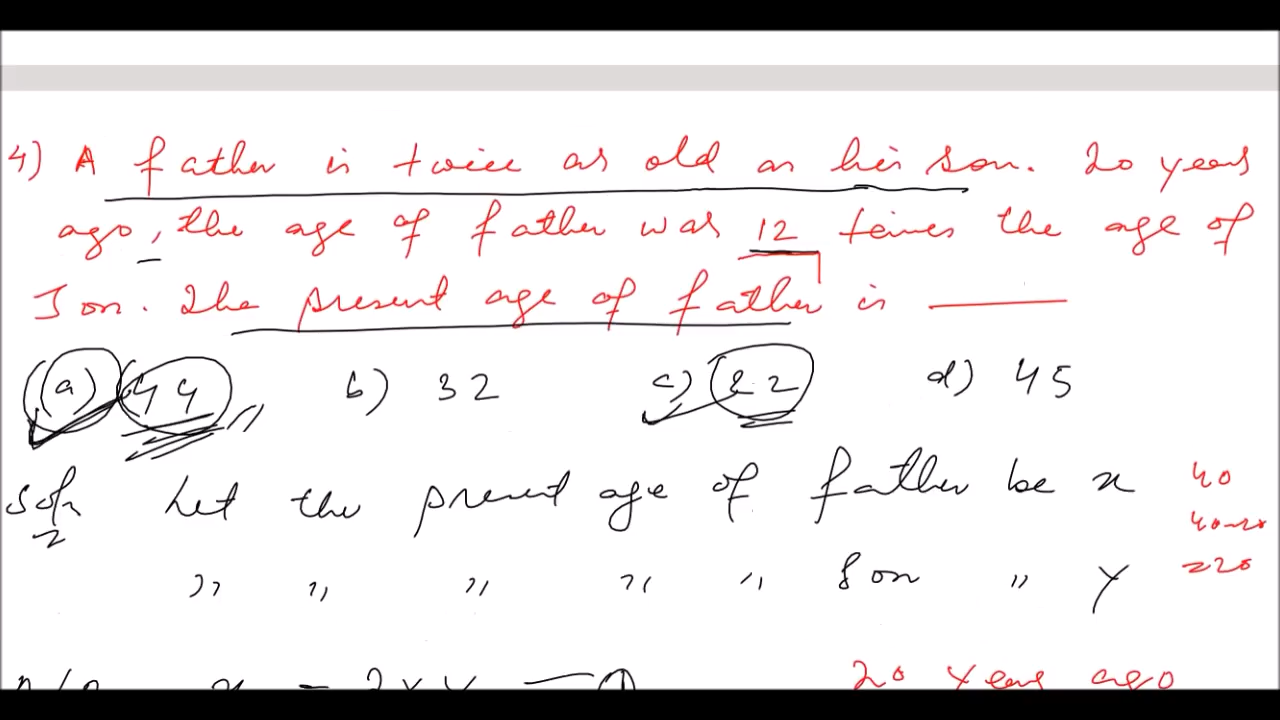 4) A father is twice as old as his son. 20 years
ago, the age of father was 12 times the age of
Son. The present age of father is ______
(a) 44 b) 32 c) 22 d) 45
Soln Let the present age of father be x
,, ,, ,, ,, ,, Son ,, y
40
40-20
=20
x = 2xy — 1
20 years ago